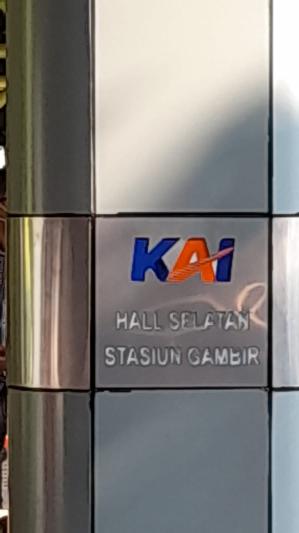 KAI
HALL SELATAN
STASIUN GAMBIR